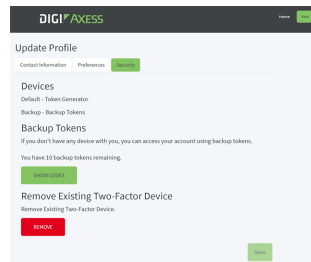 DIGI AXESS
Home
Update Profile
Contact Information Preferences Security
Devices
Default - Token Generator
Backup - Backup Tokens
Backup Tokens
If you don't have any device with you, you can access your account using backup tokens.
You have 10 backup tokens remaining.
SHOW CODES
Remove Existing Two-Factor Device
Remove Existing Two-Factor Device.
REMOVE
Save